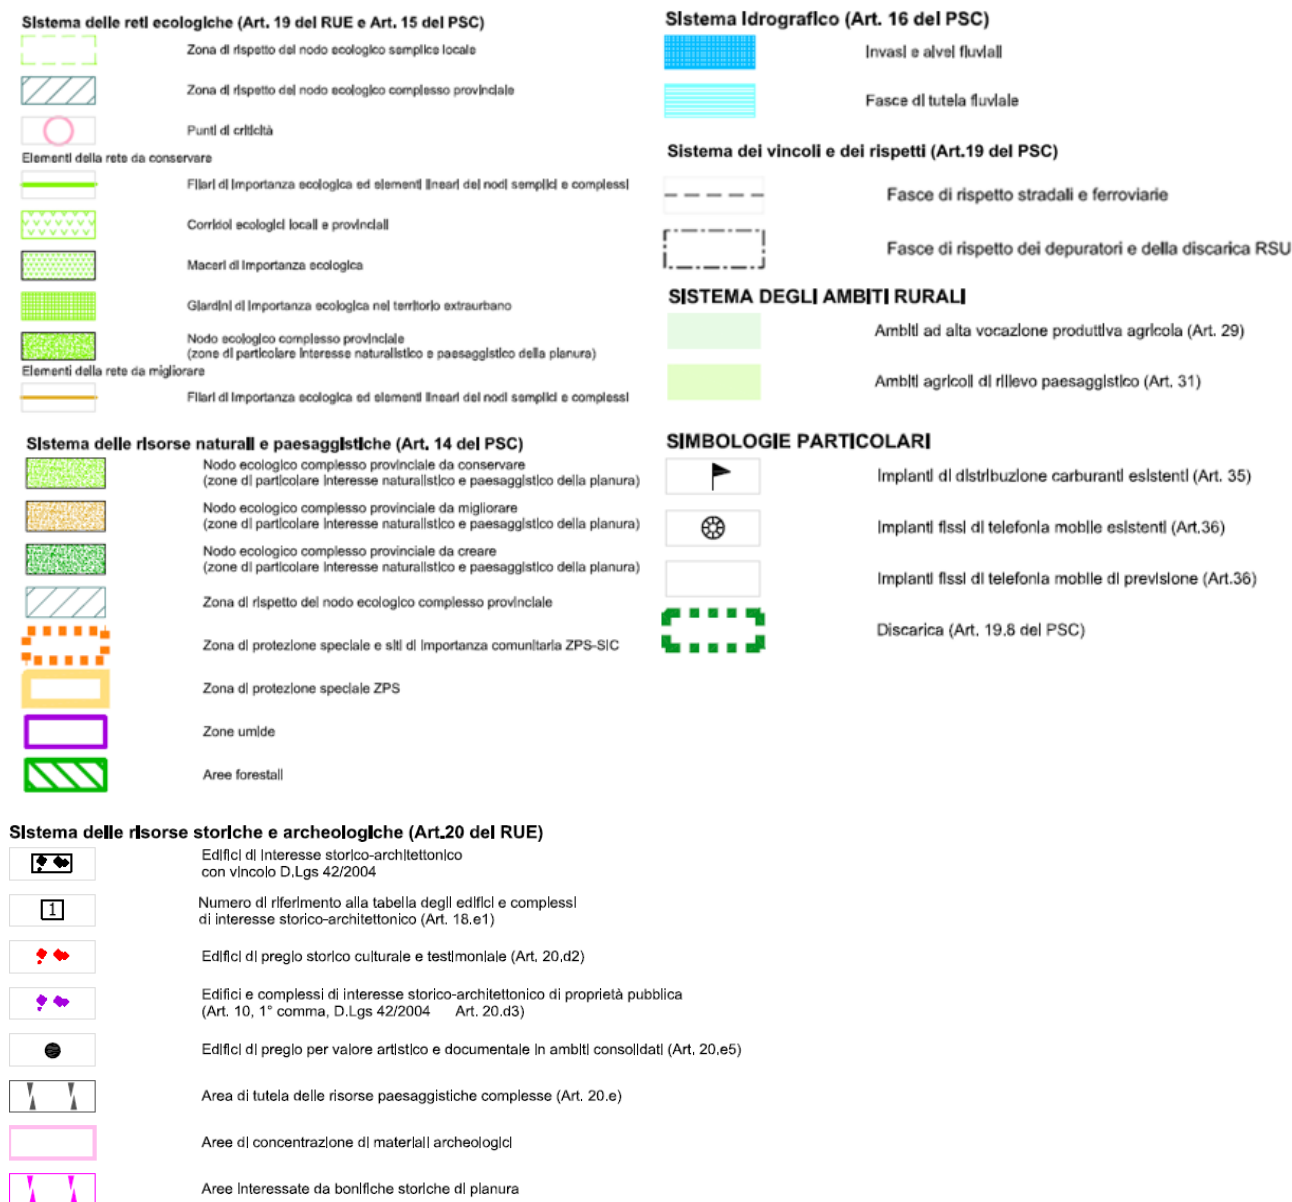 Sistema delle reti ecologiche (Art. 19 del RUE e Art. 15 del PSC)
Zona di rispetto del nodo ecologico semplice locale
Zona di rispetto del nodo ecologico complesso provinciale
Punti di criticità
Elementi della rete da conservare
Filari di importanza ecologica ed elementi lineari dei nodi semplici e complessi
Corridoi ecologici locali e provinciali
Maceri di importanza ecologica
Giardini di importanza ecologica nel territorio extraurbano
Nodo ecologico complesso provinciale
(zone di particolare interesse naturalistico e paesaggistico della pianura)
Elementi della rete da migliorare
Filari di importanza ecologica ed elementi lineari dei nodi semplici e complessi
Sistema delle risorse naturali e paesaggistiche (Art. 14 del PSC)
Nodo ecologico complesso provinciale da conservare
(zone di particolare interesse naturalistico e paesaggistico della pianura)
Nodo ecologico complesso provinciale da migliorare
(zone di particolare interesse naturalistico e paesaggistico della pianura)
Nodo ecologico complesso provinciale da creare
(zone di particolare interesse naturalistico e paesaggistico della pianura)
Zona di rispetto del nodo ecologico complesso provinciale
Zona di protezione speciale e siti di importanza comunitaria ZPS-SIC
Zona di protezione speciale ZPS
Zone umide
Aree forestali
Sistema idrografico (Art. 16 del PSC)
Invasi e alvei fluviali
Fasce di tutela fluviale
Sistema dei vincoli e dei rispetti (Art.19 del PSC)
Fasce di rispetto stradali e ferroviarie
Fasce di rispetto dei depuratori e della discarica RSU
SISTEMA DEGLI AMBITI RURALI
Ambiti ad alta vocazione produttiva agricola (Art. 29)
Ambiti agricoli di rilievo paesaggistico (Art. 31)
SIMBOLOGIE PARTICOLARI
Impianti di distribuzione carburanti esistenti (Art. 35)
Impianti fissi di telefonia mobile esistenti (Art.36)
Impianti fissi di telefonia mobile di previsione (Art.36)
Discarica (Art. 19.8 del PSC)
Sistema delle risorse storiche e archeologiche (Art.20 del RUE)
Edifici di interesse storico-architettonico
con vincolo D.Lgs 42/2004
1
Numero di riferimento alla tabella degli edifici e complessi
di interesse storico-architettonico (Art. 18.e1)
Edifici di pregio storico culturale e testimoniale (Art. 20.d2)
Edifici e complessi di interesse storico-architettonico di proprietà pubblica
(Art. 10, 1° comma, D.Lgs 42/2004 Art. 20.d3)
Edifici di pregio per valore artistico e documentale in ambiti consolidati (Art. 20.e5)
Area di tutela delle risorse paesaggistiche complesse (Art. 20.e)
Aree di concentrazione di materiali archeologici
Aree interessate da bonifiche storiche di pianura